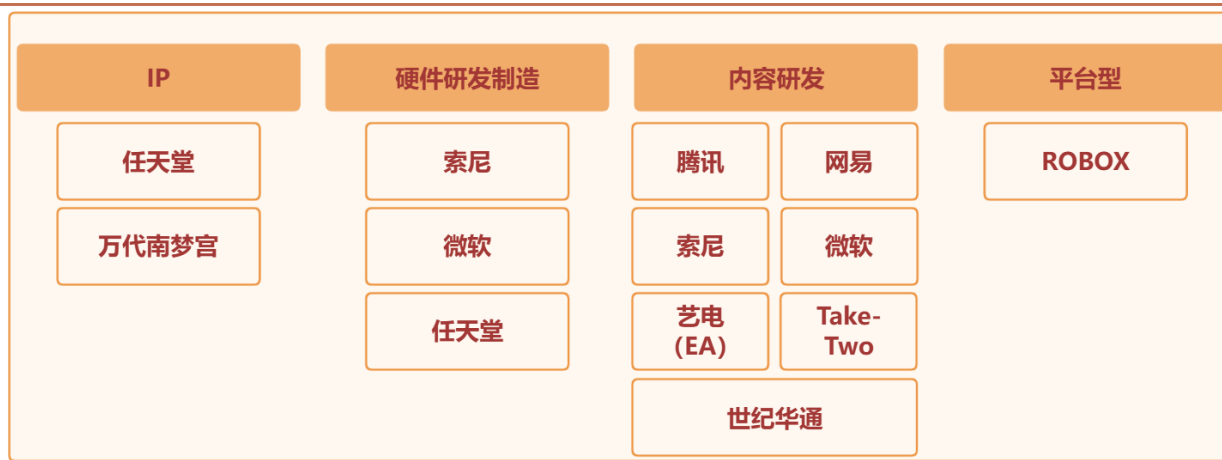 IP
硬件研发制造
内容研发
平台型
任天堂
索尼
腾讯
网易
ROBOX
万代南梦宫
微软
索尼
微软
任天堂
艺电
（EA）
Take-
Two
世纪华通